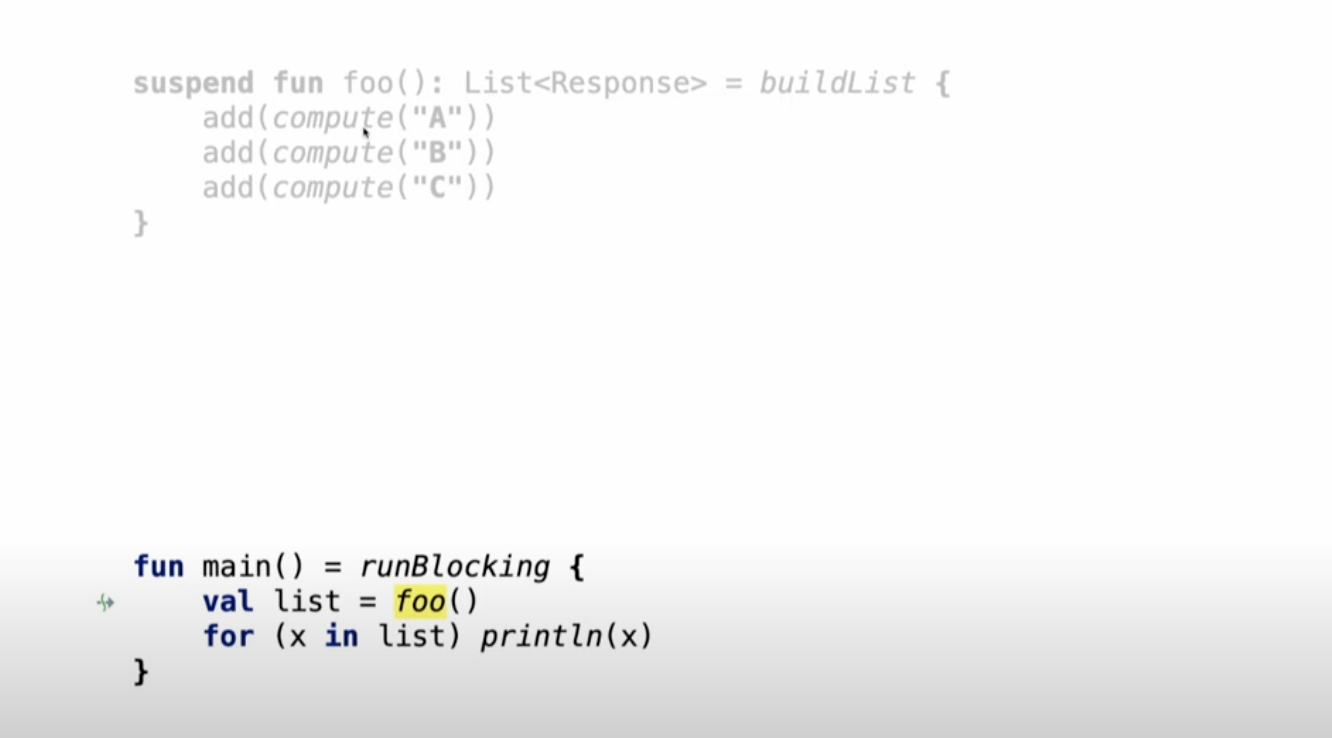 suspend fun foo(): List<Response> = buildList {
    add(compute("A"))
    add(compute("B"))
    add(compute("C"))
}
fun main() = runBlocking {
    val list = foo()
    for (x in list) println(x)
}